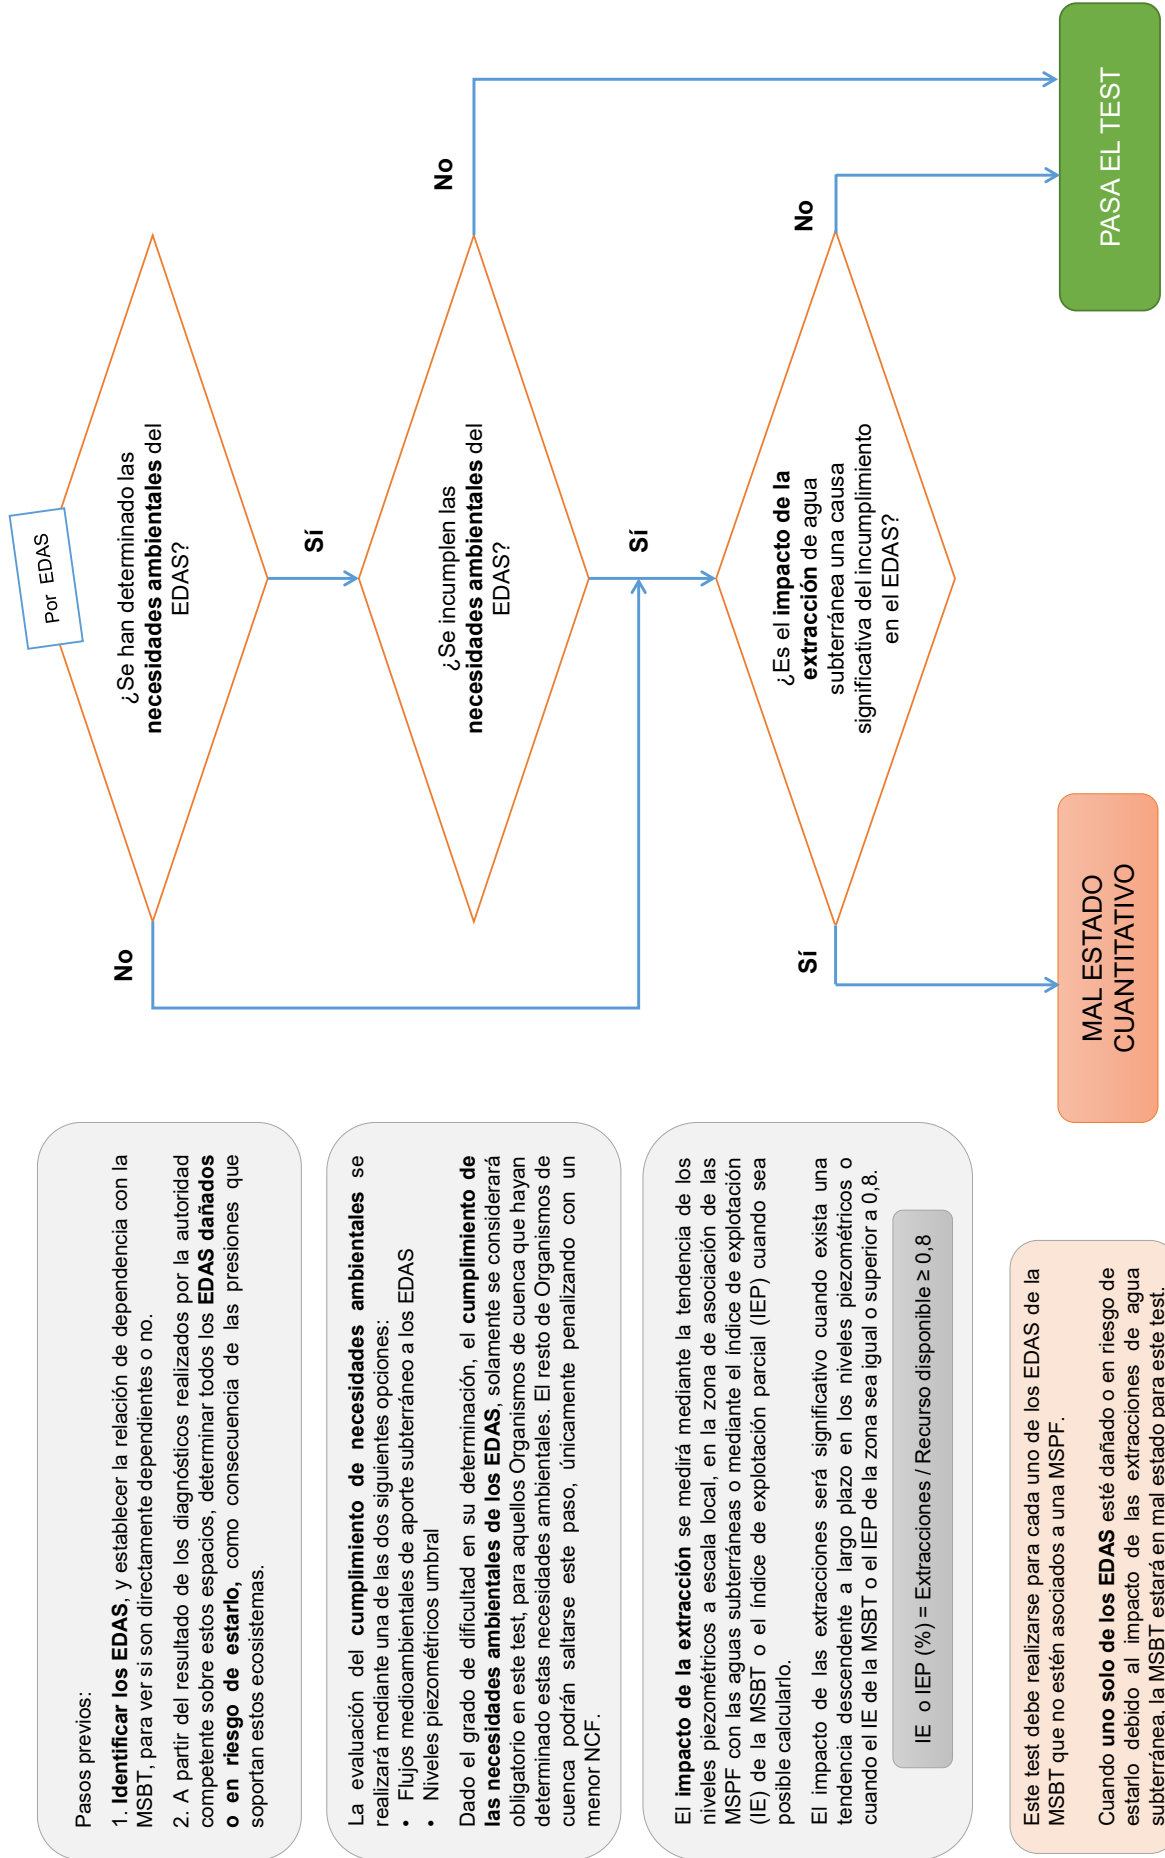 Pasos previos:
1. Identificar los EDAS, y establecer la relación de dependencia con la
MSBT, para ver si son directamente dependientes o no.
2. A partir del resultado de los diagnósticos realizados por la autoridad
competente sobre estos espacios, determinar todos los EDAS dañados
o en riesgo de estarlo, como consecuencia de las presiones que
soportan estos ecosistemas.
La evaluación del cumplimiento de necesidades ambientales se
realizará mediante una de las dos siguientes opciones:
• Flujos medioambientales de aporte subterráneo a los EDAS
• Niveles piezométricos umbral
Dado el grado de dificultad en su determinación, el cumplimiento de
las necesidades ambientales de los EDAS, solamente se considerará
obligatorio en este test, para aquellos Organismos de cuenca que hayan
determinado estas necesidades ambientales. El resto de Organismos de
cuenca podrán saltarse este paso, únicamente penalizando con un
menor NCF.
El impacto de la extracción se medirá mediante la tendencia de los
niveles piezométricos a escala local, en la zona de asociación de las
MSPF con las aguas subterráneas o mediante el índice de explotación
(IE) de la MSBT o el índice de explotación parcial (IEP) cuando sea
posible calcularlo.
El impacto de las extracciones será significativo cuando exista una
tendencia descendente a largo plazo en los niveles piezométricos o
cuando el IE de la MSBT o el IEP de la zona sea igual o superior a 0,8.
IE o IEP (%) = Extracciones / Recurso disponible ≥ 0,8
Este test debe realizarse para cada uno de los EDAS de la
MSBT que no estén asociados a una MSPF.
Cuando uno solo de los EDAS esté dañado o en riesgo de
estarlo debido al impacto de las extracciones de agua
subterránea, la MSBT estará en mal estado para este test.
Por EDAS
¿Se han determinado las
necesidades ambientales del
EDAS?
No
Sí
¿Se incumplen las
necesidades ambientales del
EDAS?
No
Sí
¿Es el impacto de la
extracción de agua
subterránea una causa
significativa del incumplimiento
en el EDAS?
Sí
No
MAL ESTADO
CUANTITATIVO
PASA EL TEST